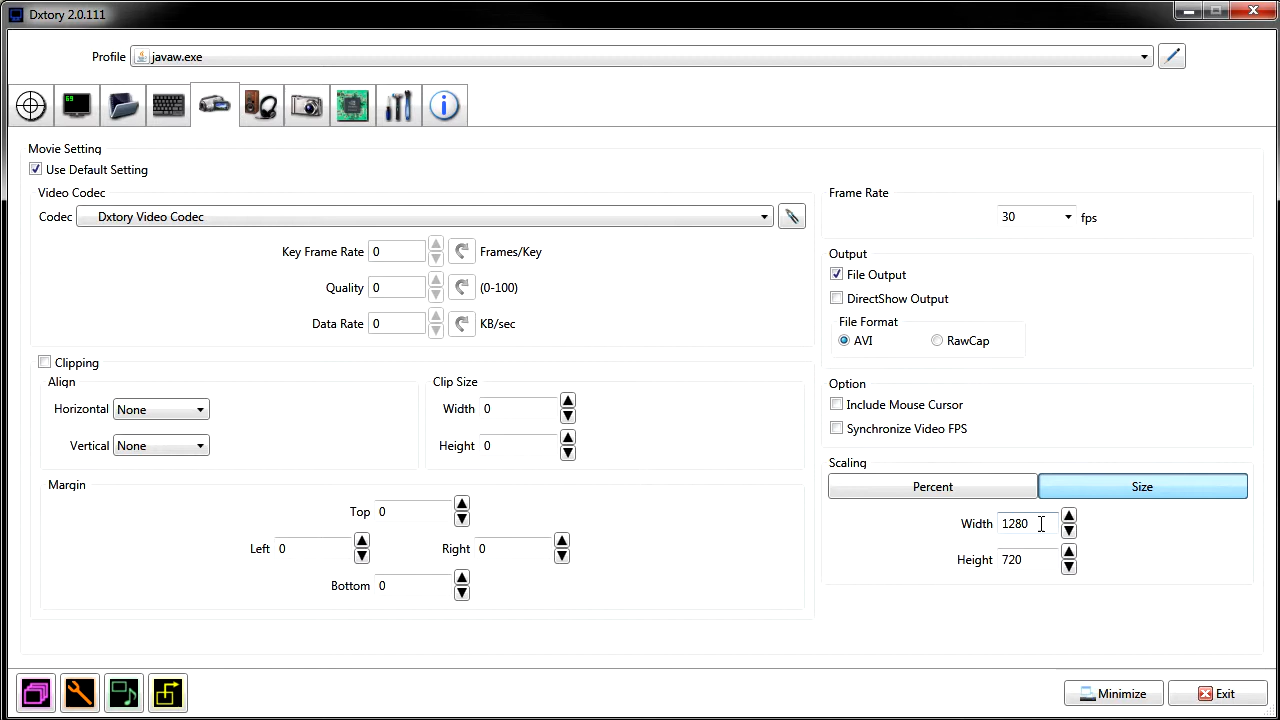 Dxtory 2.0.111
Profile javaw.exe
69
Movie Setting
Use Default Setting
Video Codec
Codec Dxtory Video Codec
Key Frame Rate 0 Frames/Key
Quality 0 (0-100)
Data Rate 0 KB/sec
Clipping
Align
Horizontal None
Vertical None
Clip Size
Width 0
Height 0
Margin
Top 0
Left 0 Right 0
Bottom 0
Frame Rate
30 fps
Output
File Output
DirectShow Output
File Format
AVI RawCap
Option
Include Mouse Cursor
Synchronize Video FPS
Scaling
Percent Size
Width 1280
Height 720
Minimize Exit